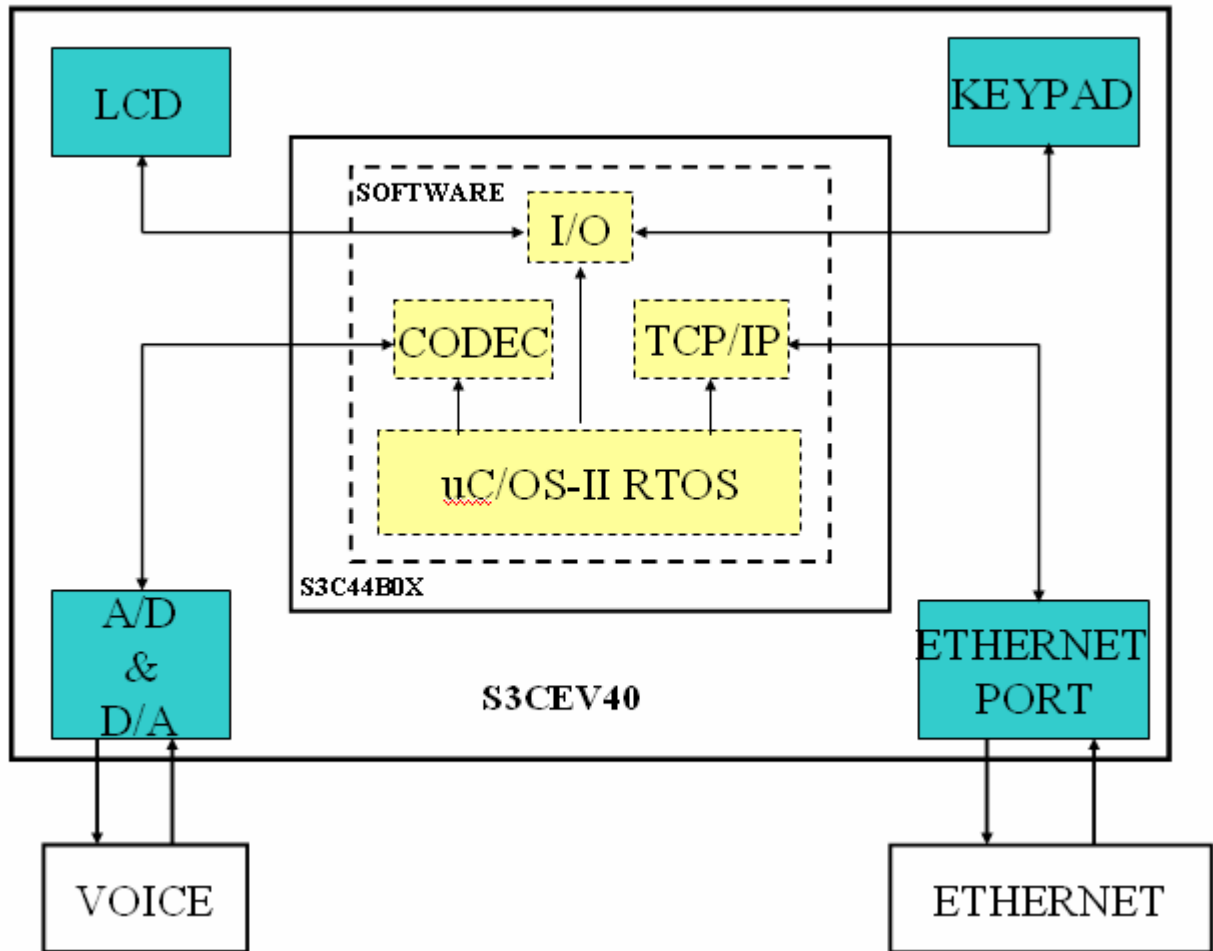 LCD
KEYPAD
SOFTWARE
I/O
CODEC
TCP/IP
uC/OS-II RTOS
S3C44B0X
A/D
&
D/A
ETHERNET
PORT
S3CEV40
VOICE
ETHERNET